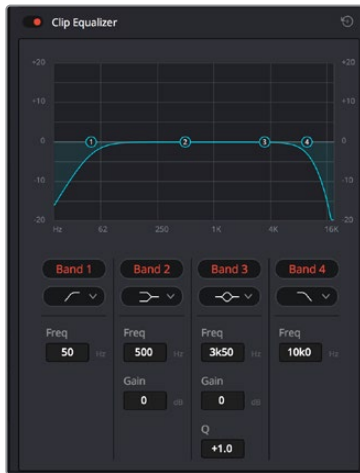 Clip Equalizer
+20 +20
+10 +10
1 2 3 4
0 0
-10 -10
-20 -20
Hz 62 250 1K 4K 16K
Band 1 Band 2 Band 3 Band 4
Freq Freq Freq Freq
50 Hz 500 Hz 3k50 Hz 10k0 Hz
Gain Gain
0 dB 0 dB
Q
+1.0